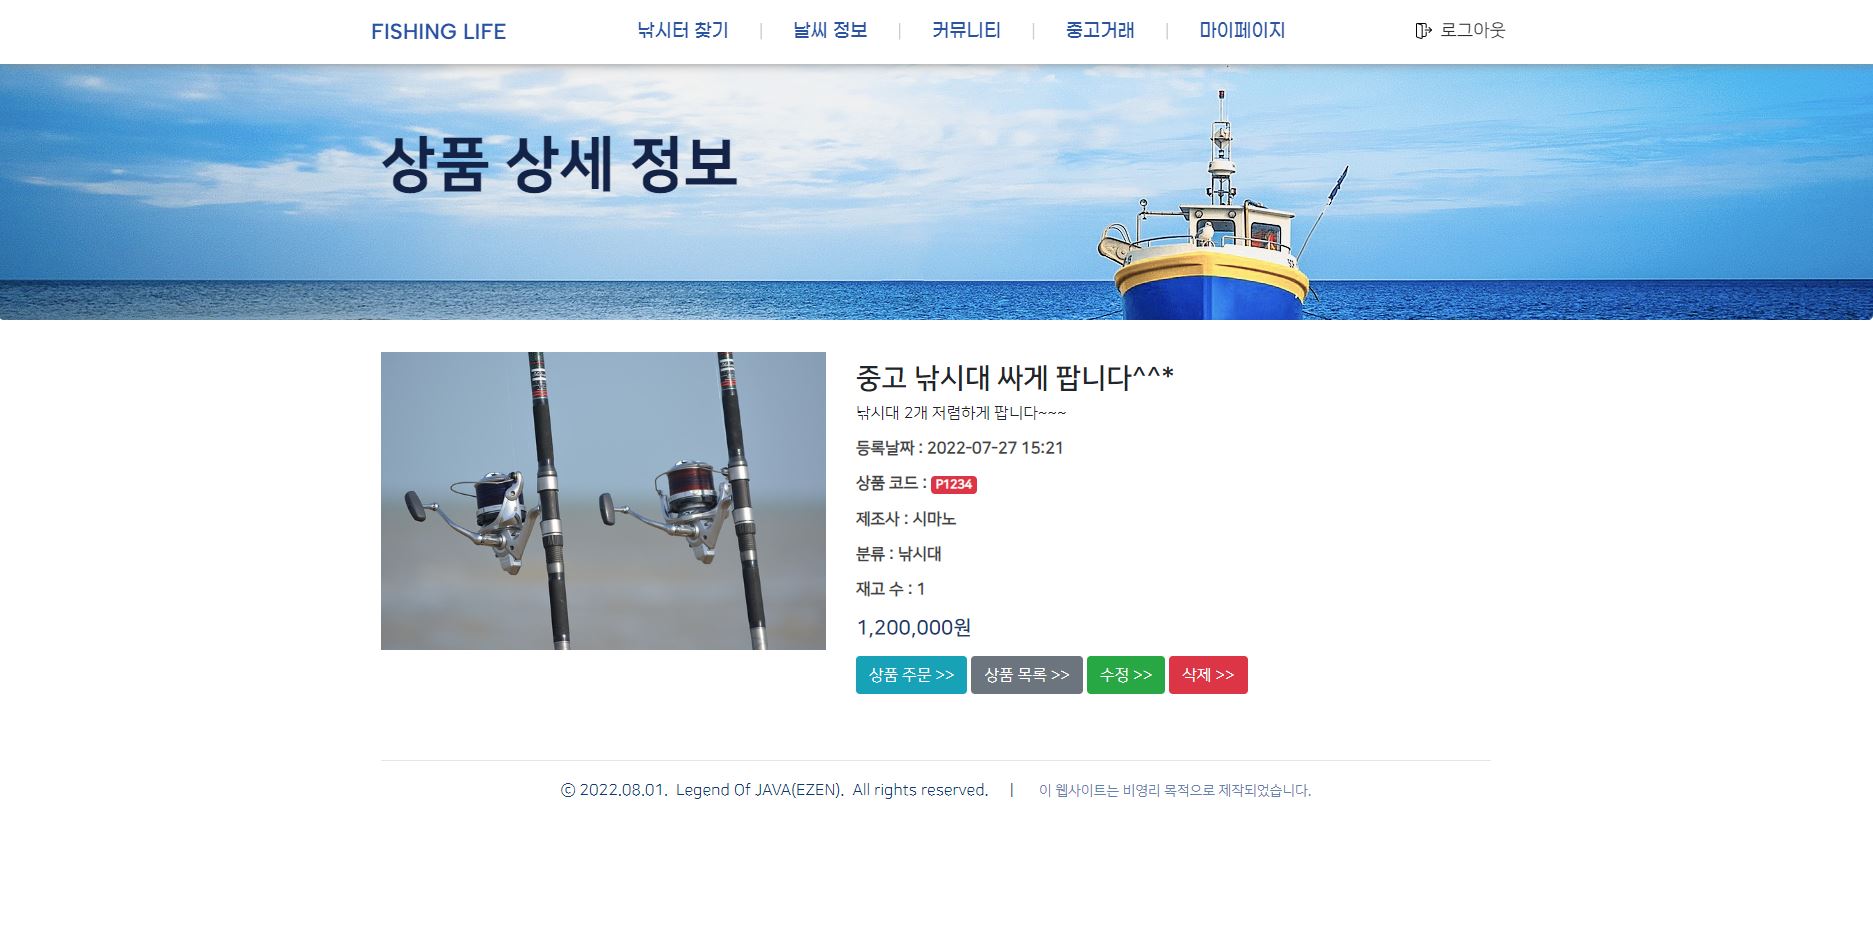 FISHING LIFE 낚시터 찾기 | 날씨 정보 | 커뮤니티 | 중고거래 | 마이페이지 로그아웃
상품 상세 정보
중고 낚시대 싸게 팝니다^^*
낚시대 2개 저렴하게 팝니다~~~
등록날짜 : 2022-07-27 15:21
상품 코드 : P1234
제조사 : 시마노
분류 : 낚시대
재고 수 : 1
1,200,000원
상품 주문 >> 상품 목록 >> 수정 >> 삭제 >>
ⓒ 2022.08.01. Legend Of JAVA(EZEN). All rights reserved. | 이 웹사이트는 비영리 목적으로 제작되었습니다.